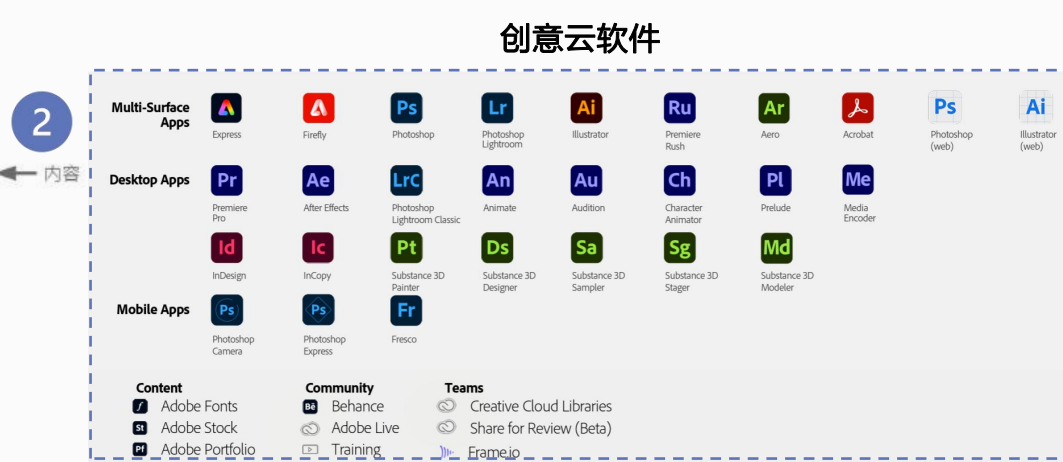 创意云软件
2
内容
Multi-Surface
Apps
Ps
Lr
Ai
Ru
Ar
Ps
Ai
Express
Firefly
Photoshop
Photoshop
Lightroom
Illustrator
Premiere
Rush
Aero
Acrobat
Photoshop
(web)
Illustrator
(web)
Desktop Apps
Pr
Ae
LrC
An
Au
Ch
Pl
Me
Premiere
Pro
After Effects
Photoshop
Lightroom Classic
Animate
Audition
Character
Animator
Prelude
Media
Encoder
Id
Ic
Pt
Ds
Sa
Sg
Md
InDesign
InCopy
Substance 3D
Painter
Substance 3D
Designer
Substance 3D
Sampler
Substance 3D
Stager
Substance 3D
Modeler
Mobile Apps
Ps
Ps
Fr
Photoshop
Camera
Photoshop
Express
Fresco
Content
f Adobe Fonts
St Adobe Stock
Pf Adobe Portfolio
Community
Bē Behance
Adobe Live
Training
Teams
Creative Cloud Libraries
Share for Review (Beta)
Frame.io